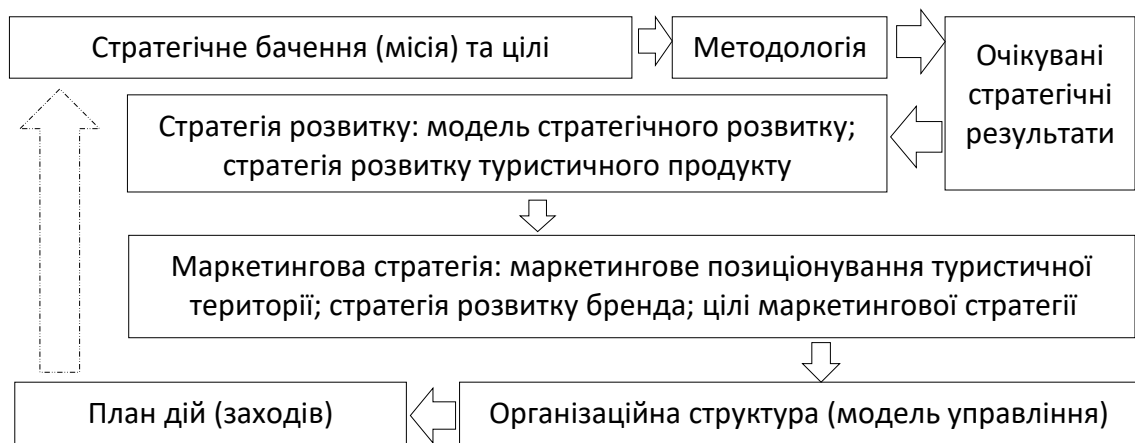 Стратегічне бачення (місія) та цілі
Методологія
Очікувані
стратегічні
результати
Стратегія розвитку: модель стратегічного розвитку;
стратегія розвитку туристичного продукту
Маркетингова стратегія: маркетингове позиціонування туристичної
території; стратегія розвитку бренда; цілі маркетингової стратегії
План дій (заходів)
Організаційна структура (модель управління)